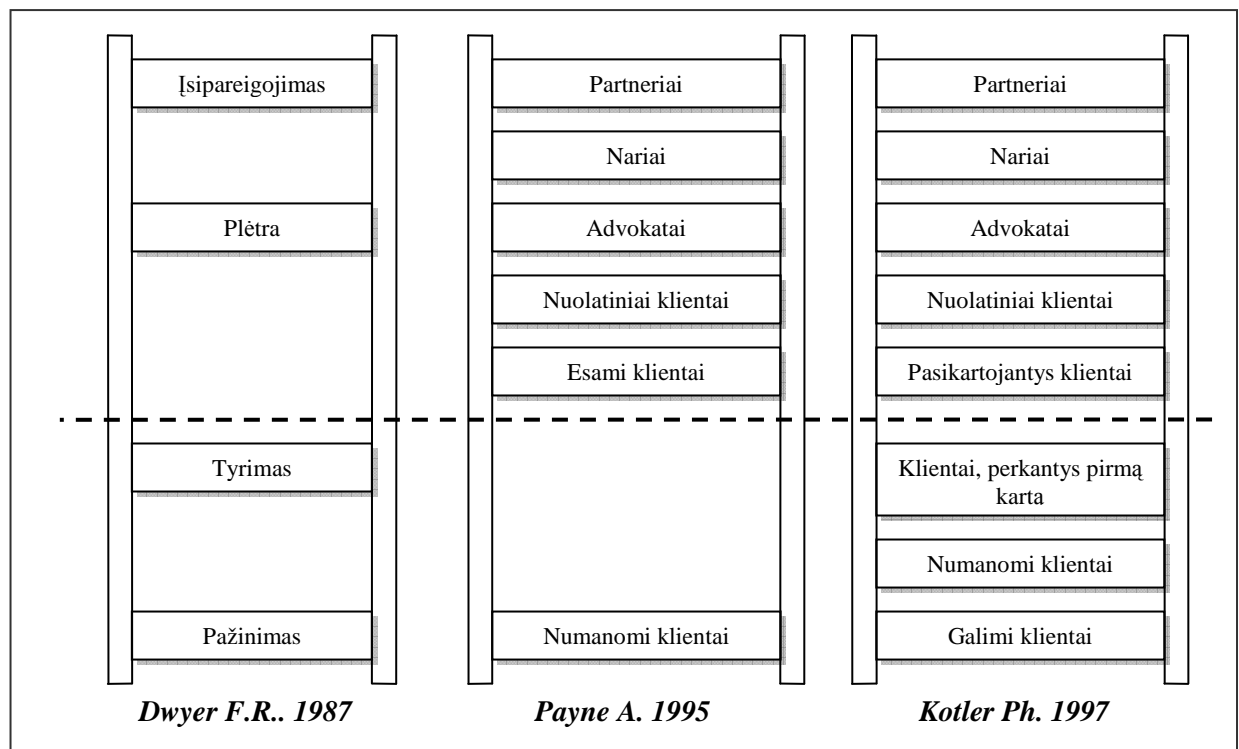 Įsipareigojimas
Plėtra
Tyrimas
Pažinimas
Dwyer F.R.. 1987
Partneriai
Nariai
Advokatai
Nuolatiniai klientai
Esami klientai
Numanomi klientai
Payne A. 1995
Partneriai
Nariai
Advokatai
Nuolatiniai klientai
Pasikartojantys klientai
Klientai, perkantys pirmą
kartą
Numanomi klientai
Galimi klientai
Kotler Ph. 1997